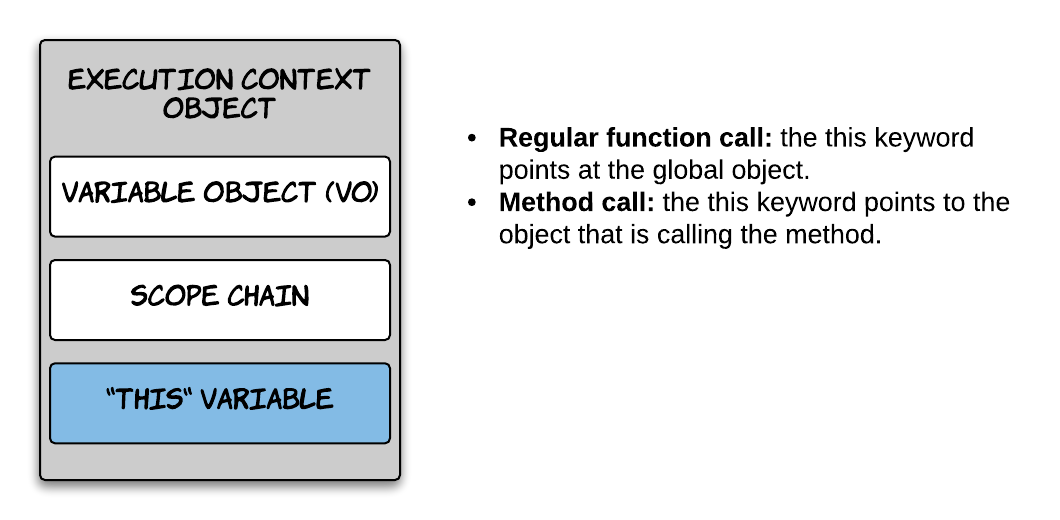 EXECUTION CONTEXT
OBJECT
VARIABLE OBJECT (VO)
SCOPE CHAIN
"THIS" VARIABLE
• Regular function call: the this keyword
points at the global object.
• Method call: the this keyword points to the
object that is calling the method.